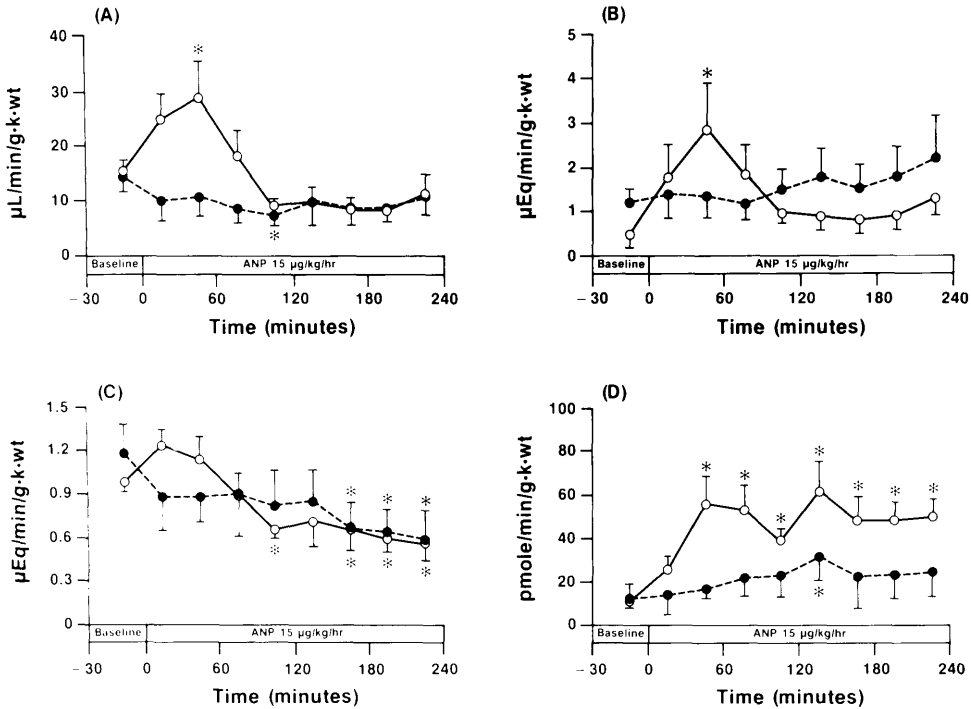 (A)
µL/min/g·k·wt
40
30
20
10
0
* *
Baseline ANP 15 µg/kg/hr
– 30 0 60 120 180 240
Time (minutes)
(B)
µEq/min/g·k·wt
5
4
3
2
1
0
*
Baseline ANP 15 µg/kg/hr
– 30 0 60 120 180 240
Time (minutes)
(C)
µEq/min/g·k·wt
1.5
1.2
0.9
0.6
0.3
0
* * *
* * * *
Baseline ANP 15 µg/kg/hr
– 30 0 60 120 180 240
Time (minutes)
(D)
pmole/min/g·k·wt
100
80
60
40
20
0
* * * * * * *
*
Baseline ANP 15 µg/kg/hr
– 30 0 60 120 180 240
Time (minutes)